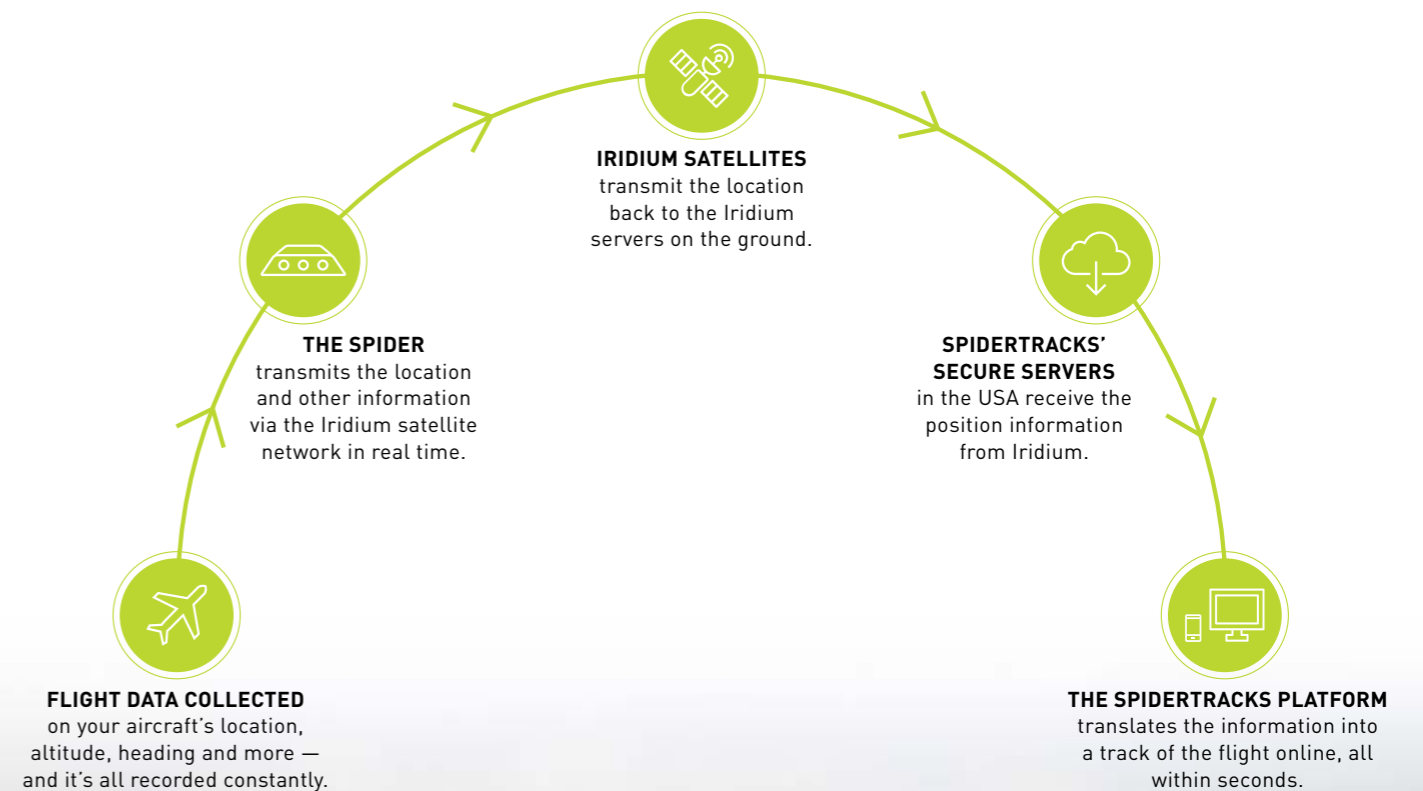 IRIDIUM SATELLITES
transmit the location
back to the Iridium
servers on the ground.
THE SPIDER
transmits the location
and other information
via the Iridium satellite
network in real time.
SPIDERTRACKS’
SECURE SERVERS
in the USA receive the
position information
from Iridium.
FLIGHT DATA COLLECTED
on your aircraft’s location,
altitude, heading and more —
and it’s all recorded constantly.
THE SPIDERTRACKS PLATFORM
translates the information into
a track of the flight online, all
within seconds.